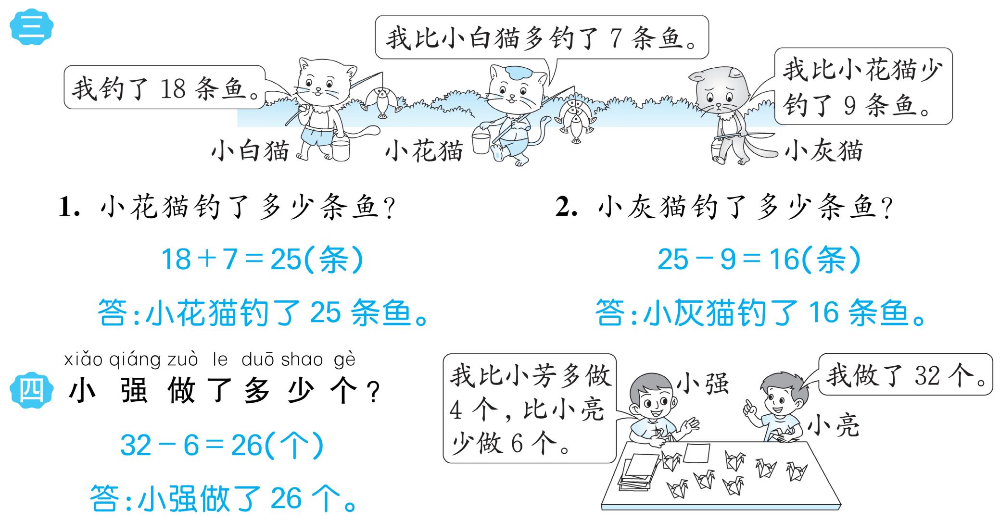 三
我比小白猫多钓了 7 条鱼。
我钓了 18 条鱼。
我比小花猫少
钓了 9 条鱼。
小白猫
小花猫
小灰猫
1. 小花猫钓了多少条鱼?
18+7=25(条)
答:小花猫钓了 25 条鱼。
2. 小灰猫钓了多少条鱼?
25-9=16(条)
答:小灰猫钓了 16 条鱼。
xiǎo qiáng zuò le duō shao gè
四 小强做了多少个?
32-6=26(个)
答:小强做了 26 个。
我比小芳多做
4 个,比小亮
少做 6 个。
小强
我做了 32 个。
小亮